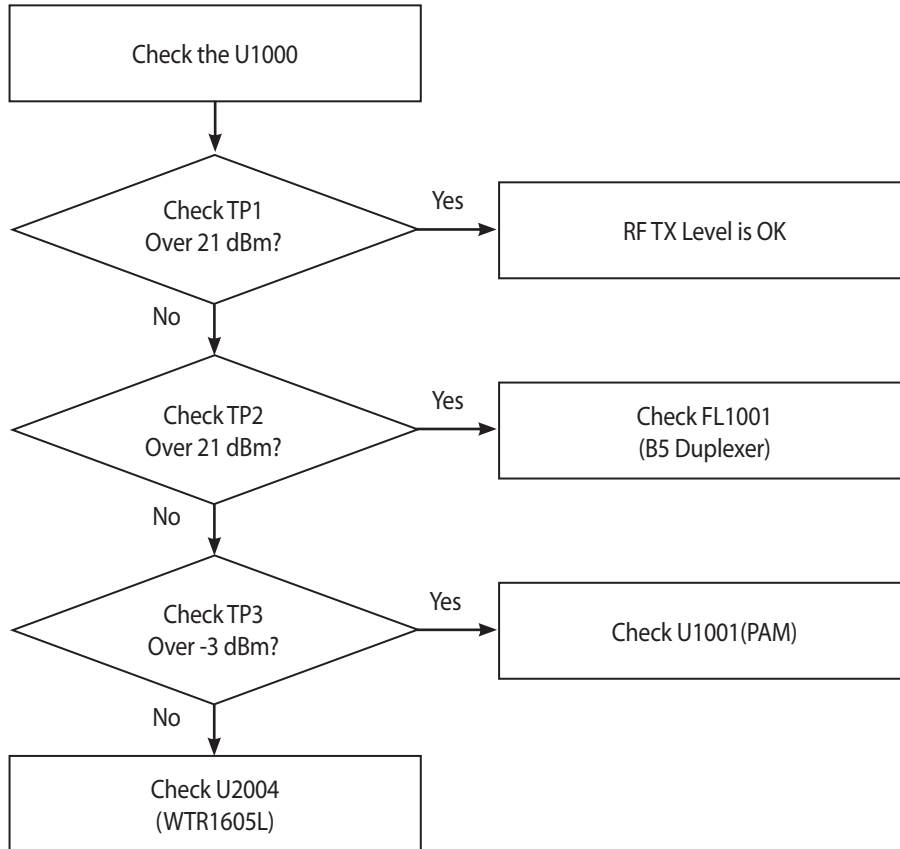 Check the U1000
Check TP1
Over 21 dBm?
Yes
RF TX Level is OK
No
Check TP2
Over 21 dBm?
Yes
Check FL1001
(B5 Duplexer)
No
Check TP3
Over -3 dBm?
Yes
Check U1001(PAM)
No
Check U2004
(WTR1605L)